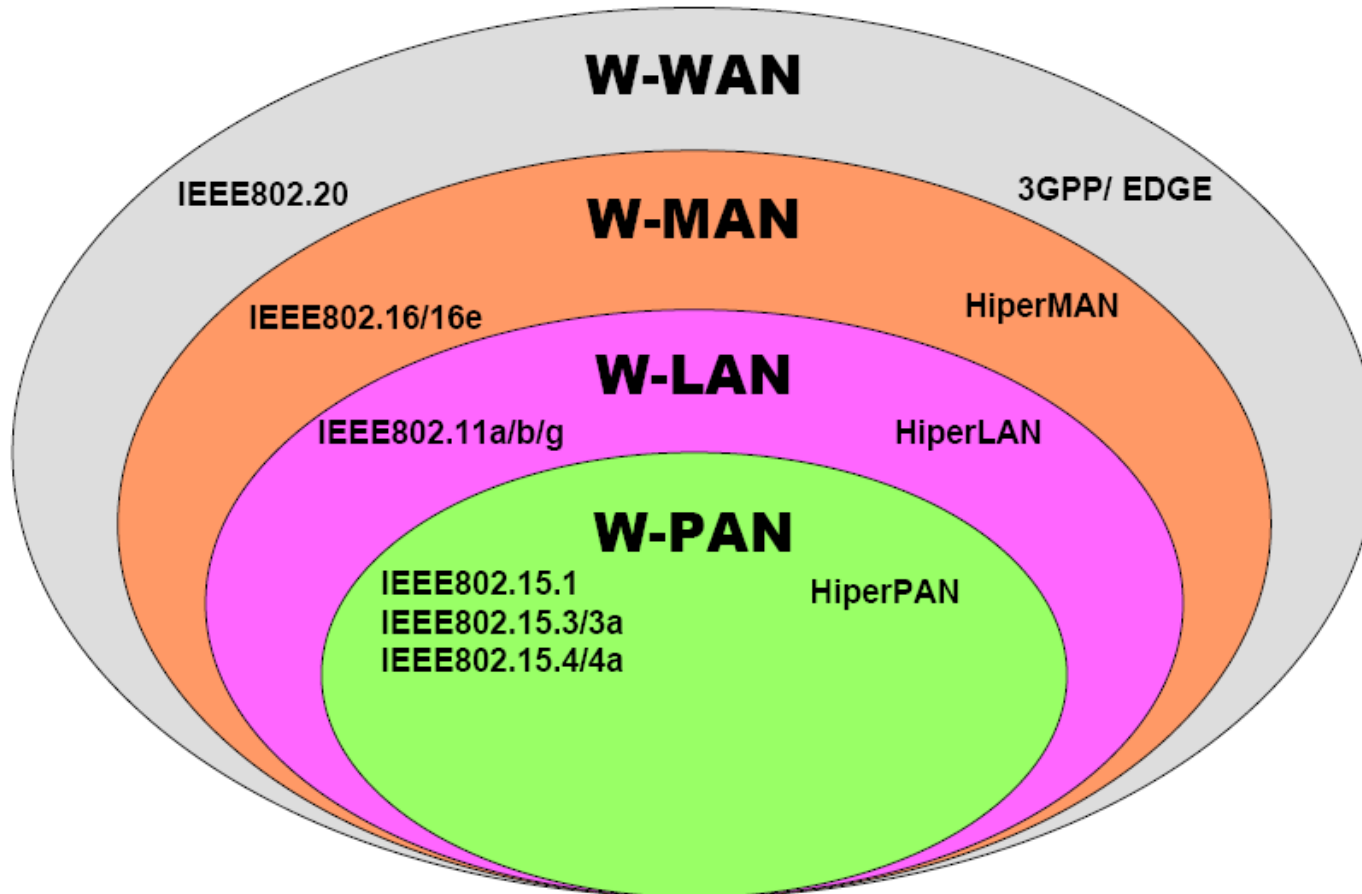 W-WAN
IEEE802.20
3GPP/ EDGE
W-MAN
IEEE802.16/16e
HiperMAN
W-LAN
IEEE802.11a/b/g
HiperLAN
W-PAN
IEEE802.15.1
HiperPAN
IEEE802.15.3/3a
IEEE802.15.4/4a